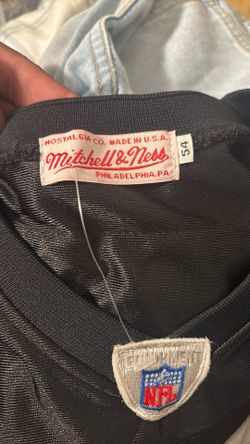 NOSTALGIA CO. MADE IN U.S.A.
Mitchell & Ness
PHILADELPHIA, PA.
54
EQUIPMENT
NFL